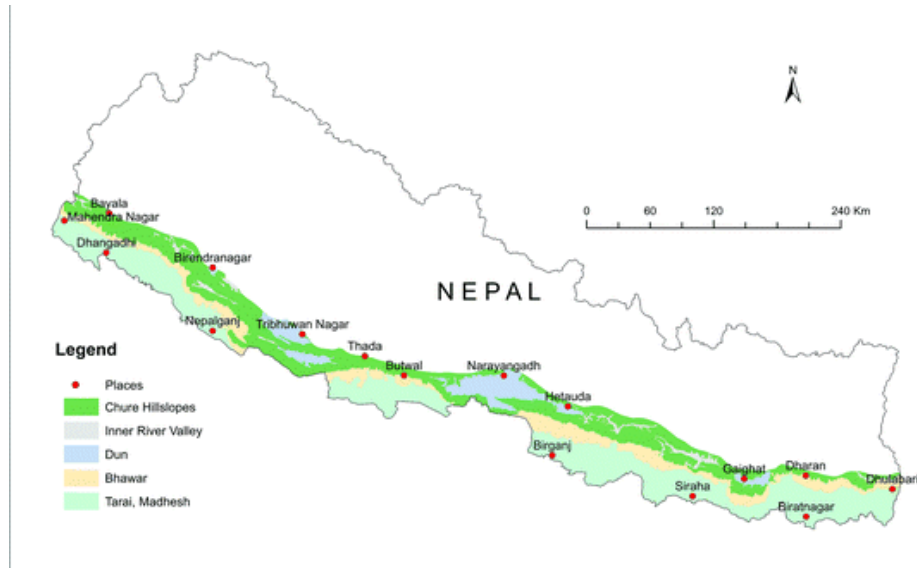 N
0 60 120 240 Km
Bayala
Mahendra Nagar
Dhangadhi
Birendranagar
NEPAL
Nepalganj
Tribhuwan Nagar
Thada
Butwal
Narayangadh
Hetauda
Birganj
Gaighat
Dharan
Dhulabari
Siraha
Biratnagar
Legend
Places
Chure Hillslopes
Inner River Valley
Dun
Bhawar
Tarai, Madhesh